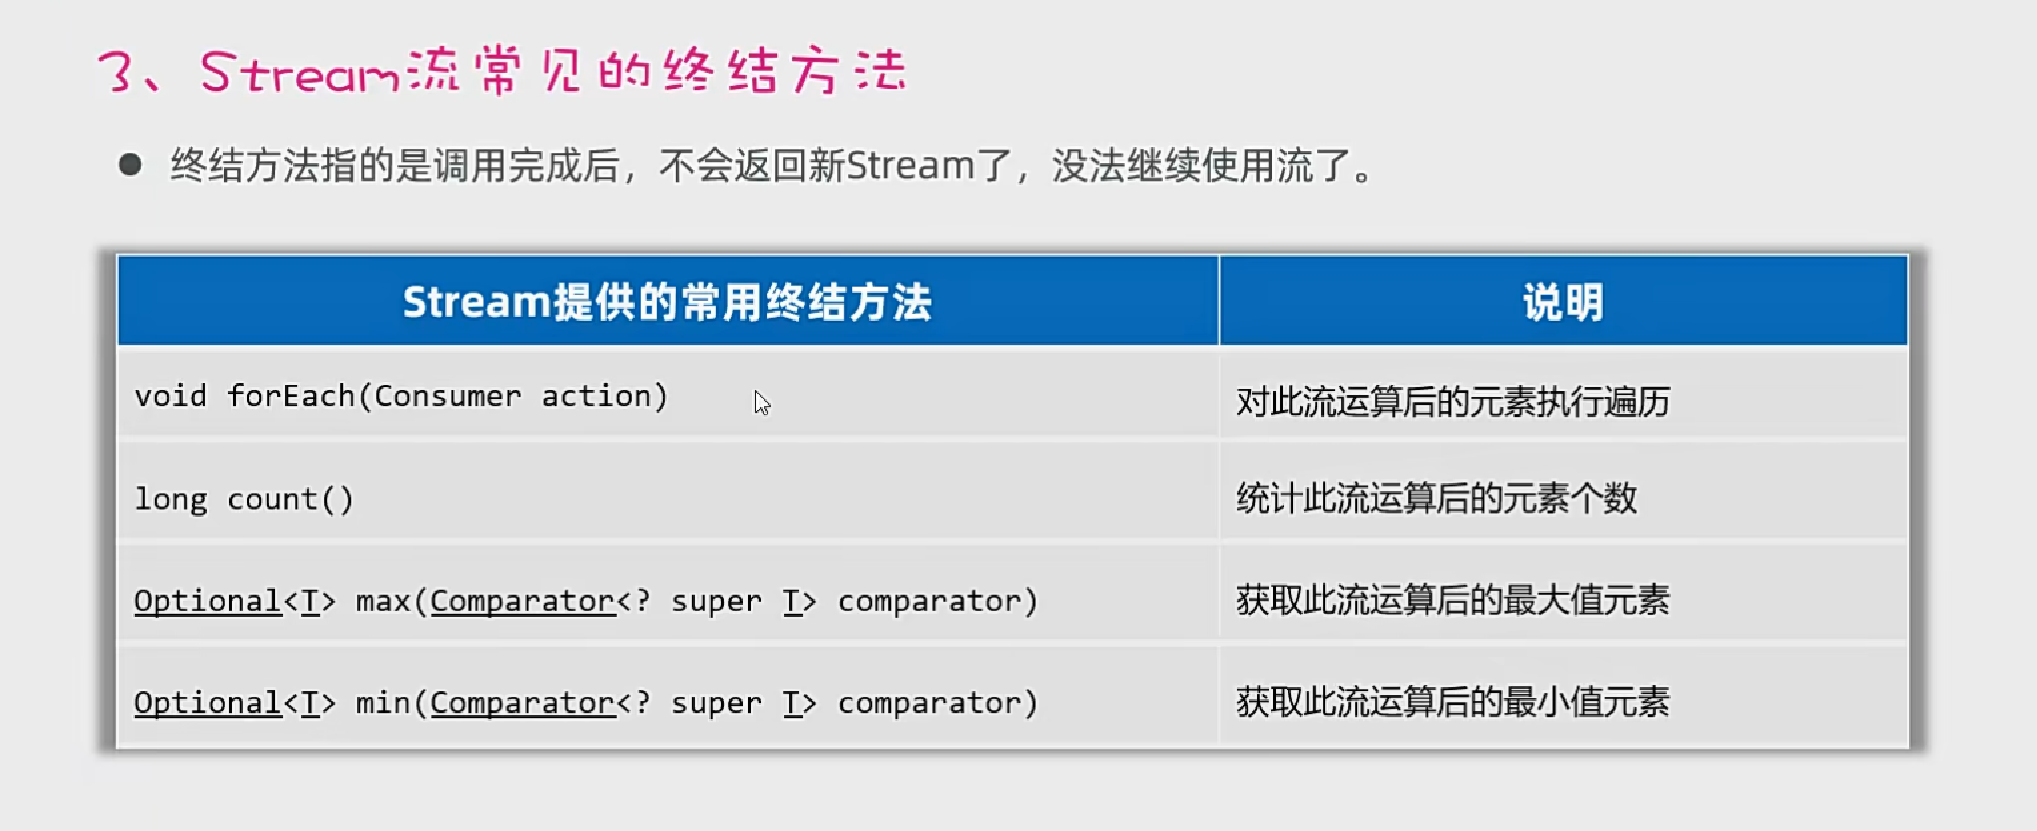 3、Stream流常见的终结方法
● 终结方法指的是调用完成后，不会返回新Stream了，没法继续使用流了。
Stream提供的常用终结方法 说明
void forEach(Consumer action) 对此流运算后的元素执行遍历
long count() 统计此流运算后的元素个数
Optional<T> max(Comparator<? super T> comparator) 获取此流运算后的最大值元素
Optional<T> min(Comparator<? super T> comparator) 获取此流运算后的最小值元素